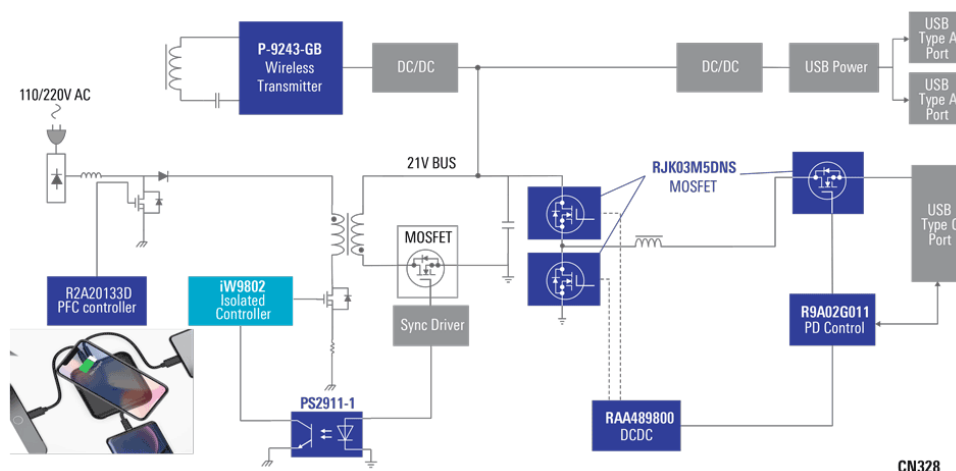 P-9243-GB
Wireless
Transmitter
DC/DC
DC/DC
USB Power
USB
Type A
Port
USB
Type A
Port
110/220V AC
21V BUS
RJK03M5DNS
MOSFET
MOSFET
USB
Type C
Port
R2A20133D
PFC controller
iW9802
Isolated
Controller
Sync Driver
R9A02G011
PD Control
PS2911-1
RAA489800
DCDC
CN328